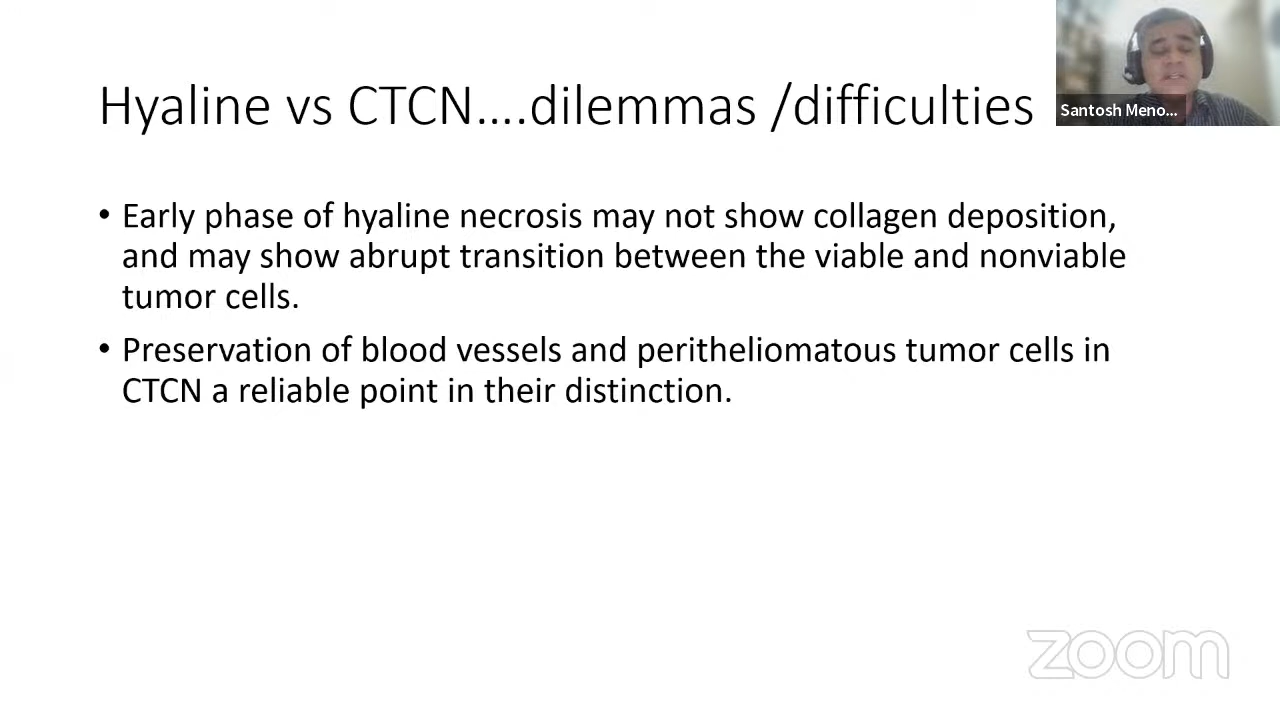 Hyaline vs CTCN....dilemmas /difficulties
Santosh Meno...
• Early phase of hyaline necrosis may not show collagen deposition,
and may show abrupt transition between the viable and nonviable
tumor cells.
• Preservation of blood vessels and peritheliomatous tumor cells in
CTCN a reliable point in their distinction.
zoom